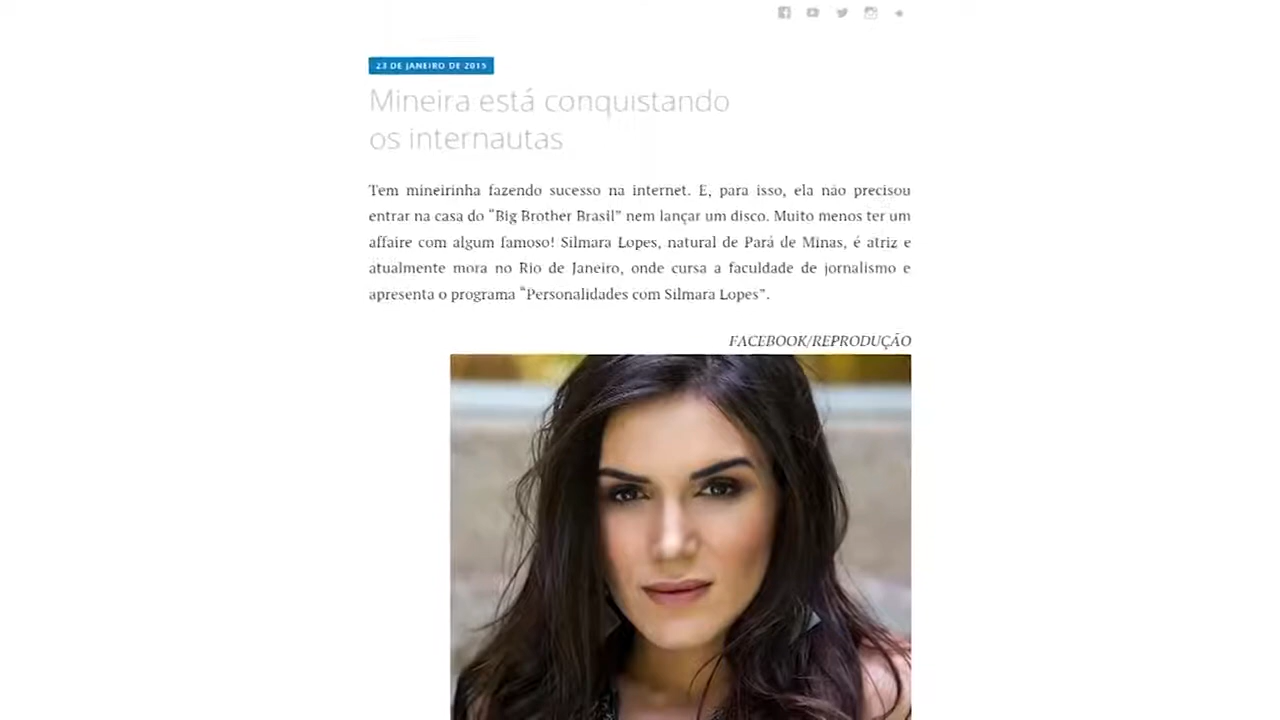 23 DE JANEIRO DE 2015
Mineira está conquistando
os internautas
Tem mineirinha fazendo sucesso na internet. E, para isso, ela não precisou
entrar na casa do “Big Brother Brasil” nem lançar um disco. Muito menos ter um
affaire com algum famoso! Silmara Lopes, natural de Pará de Minas, é atriz e
atualmente mora no Rio de Janeiro, onde cursa a faculdade de jornalismo e
apresenta o programa “Personalidades com Silmara Lopes”.
FACEBOOK/REPRODUÇÃO